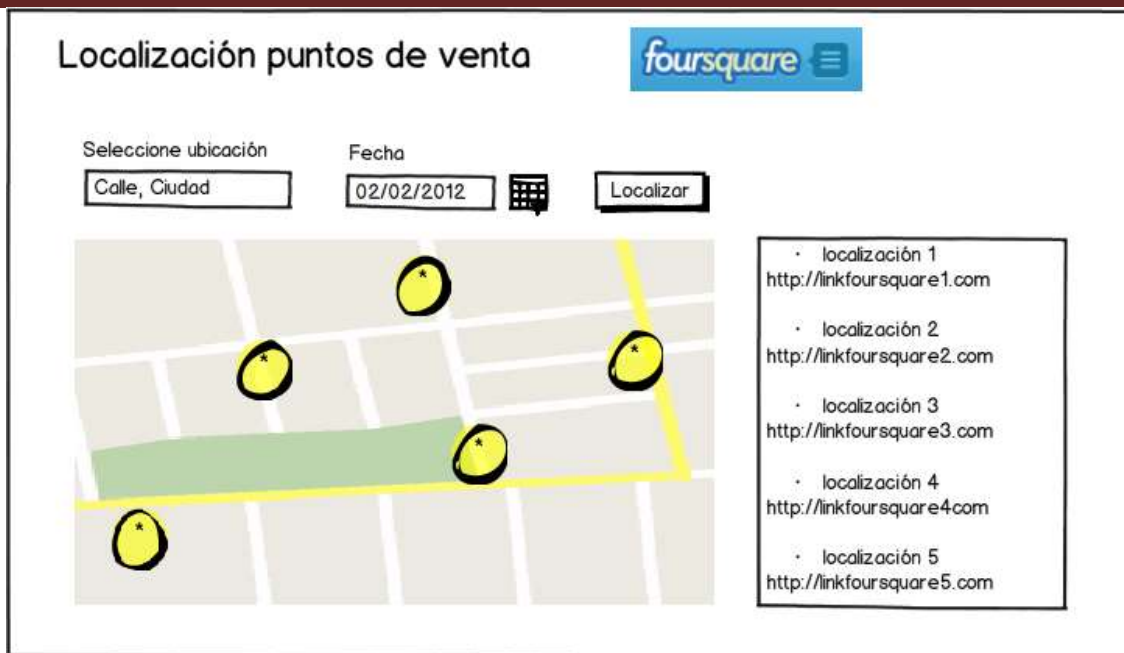 Localización puntos de venta
foursquare
Seleccione ubicación
Fecha
Calle, Ciudad
02/02/2012
Localizar
*
*
*
*
*
· localización 1
http://linkfoursquare1.com
· localización 2
http://linkfoursquare2.com
· localización 3
http://linkfoursquare3.com
· localización 4
http://linkfoursquare4com
· localización 5
http://linkfoursquare5.com